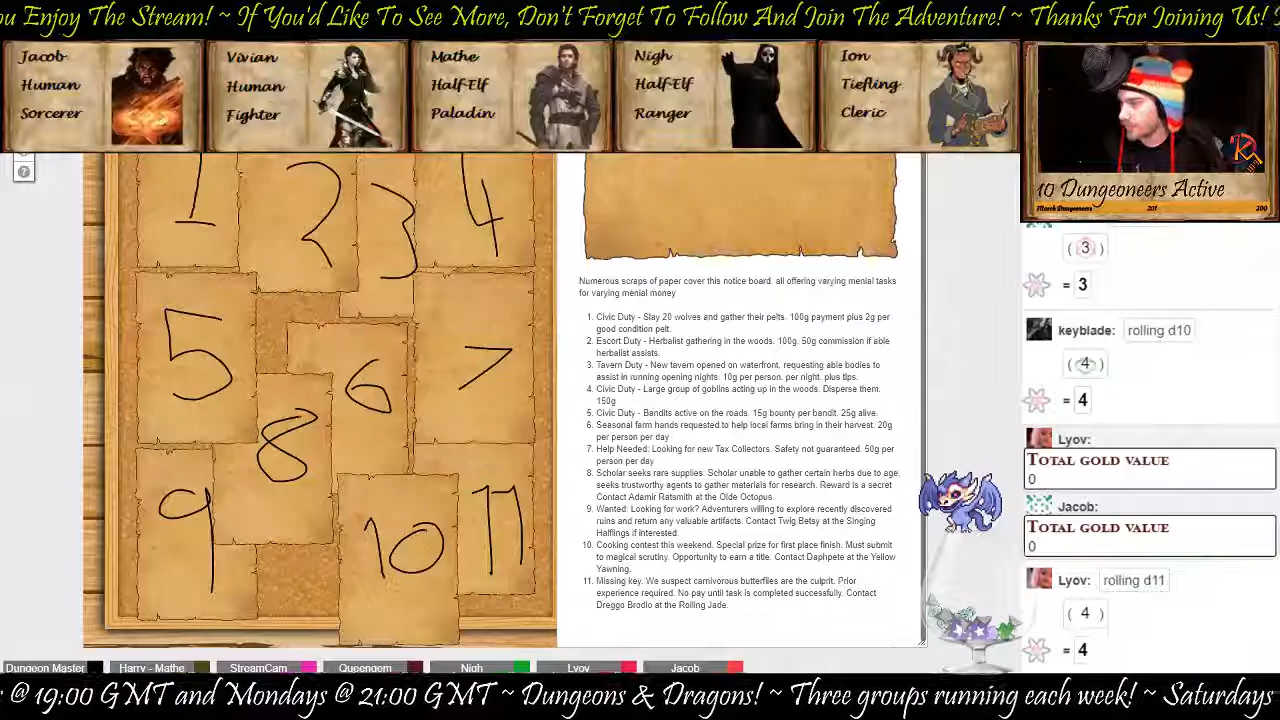 u Enjoy The Stream! ~ If You'd Like To See More, Don't Forget To Follow And Join The Adventure! ~ Thanks For Joining Us!
Jacob
Human
Sorcerer
Vivian
Human
Fighter
Mathe
Half-Elf
Paladin
Nigh
Half-Elf
Ranger
Ion
Tiefling
Cleric
10 Dungeoneers Active
March Dungeoneers 201 200
1
2
3
4
5
6
7
8
9
10
11
Numerous scraps of paper cover this notice board. all offering varying menial tasks
for varying menial money
1. Civic Duty - Slay 20 wolves and gather their pelts. 100g payment plus 2g per
good condition pelt.
2. Escort Duty - Herbalist gathering in the woods. 100g. 50g commission if able
herbalist assists.
3. Tavern Duty - New tavern opened on waterfront. requesting able bodies to
assist in running opening nights. 10g per person. per night. plus tips.
4. Civic Duty - Large group of goblins acting up in the woods. Disperse them.
150g
5. Civic Duty - Bandits active on the roads. 15g bounty per bandit. 25g alive.
6. Seasonal farm hands requested to help local farms bring in their harvest. 20g
per person per day
7. Help Needed: Looking for new Tax Collectors. Safety not guaranteed. 50g per
person per day
8. Scholar seeks rare supplies. Scholar unable to gather certain herbs due to age,
seeks trustworthy agents to gather materials for research. Reward is a secret
Contact Adamir Ratsmith at the Olde Octopus.
9. Wanted: Looking for work? Adventurers willing to explore recently discovered
ruins and return any valuable artifacts. Contact Twig Betsy at the Singing
Halflings if interested.
10. Cooking contest this weekend. Special prize for first place finish. Must submit
to magical scrutiny. Opportunity to earn a title. Contact Daphpete at the Yellow
Yawning.
11. Missing key. We suspect carnivorous butterflies are the culprit. Prior
experience required. No pay until task is completed successfully. Contact
Dreggo Brodlo at the Rolling Jade.
(3)
= 3
keyblade: rolling d10
(4)
= 4
Lyov:
Total gold value
0
Jacob:
Total gold value
0
Lyov: rolling d11
( 4 )
= 4
Dungeon Master
Harry - Mathe
StreamCam
Queengem
Nigh
Lyov
Jacob
@ 19:00 GMT and Mondays @ 21:00 GMT ~ Dungeons & Dragons! ~ Three groups running each week! ~ Saturdays